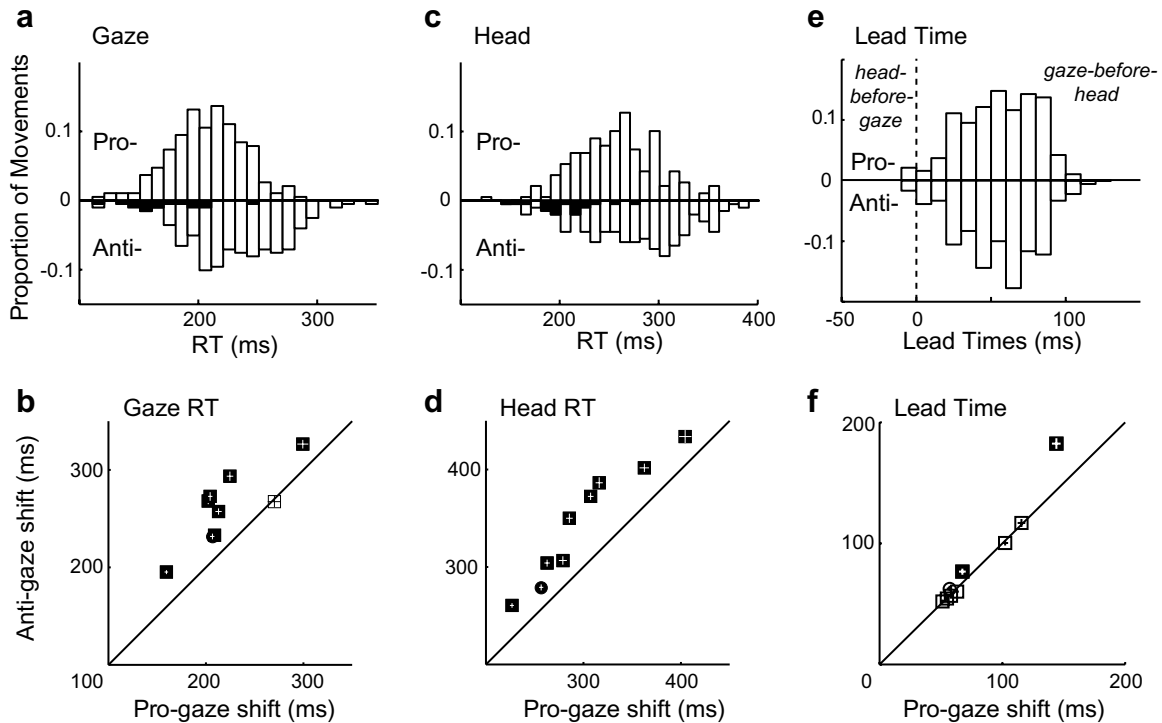 a
Gaze
Proportion of Movements
0.1
0
-0.1
Pro-
Anti-
200
300
RT (ms)
c
Head
0.1
0
-0.1
Pro-
Anti-
200
300
400
RT (ms)
e
Lead Time
head-
before-
gaze
gaze-before-
head
0.1
0
-0.1
Pro-
Anti-
-50
0
100
Lead Times (ms)
b
Gaze RT
Anti-gaze shift (ms)
300
200
100
200
300
Pro-gaze shift (ms)
d
Head RT
400
300
300
400
Pro-gaze shift (ms)
f
Lead Time
200
100
0
0
100
200
Pro-gaze shift (ms)